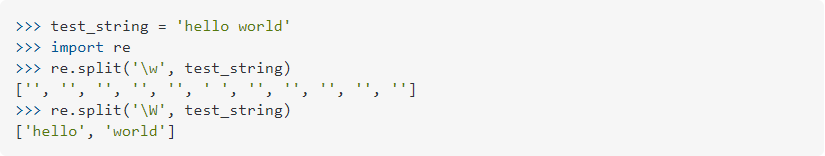 >>> test_string = 'hello world'
>>> import re
>>> re.split('\w', test_string)
['', '', '', '', '', ' ', '', '', '', '', '']
>>> re.split('\W', test_string)
['hello', 'world']